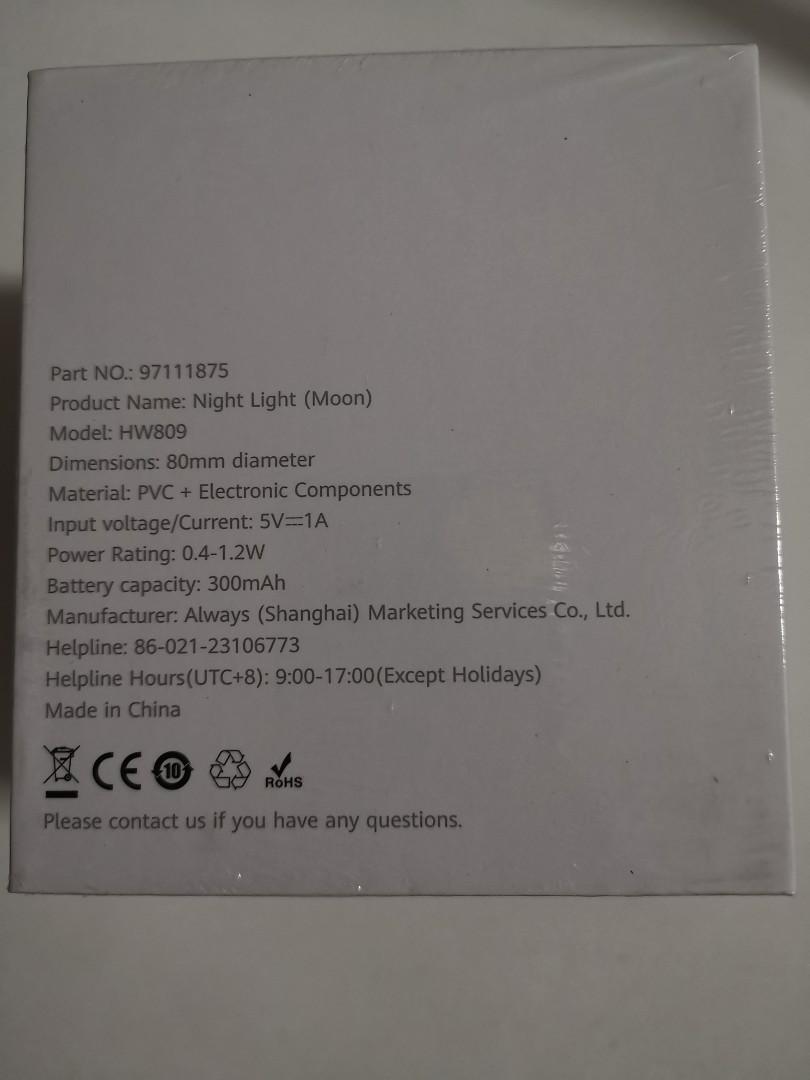 Part NO.: 97111875
Product Name: Night Light (Moon)
Model: HW809
Dimensions: 80mm diameter
Material: PVC + Electronic Components
Input voltage/Current: 5V⎓1A
Power Rating: 0.4-1.2W
Battery capacity: 300mAh
Manufacturer: Always (Shanghai) Marketing Services Co., Ltd.
Helpline: 86-021-23106773
Helpline Hours(UTC+8): 9:00-17:00(Except Holidays)
Made in China
CE 10 RoHS
Please contact us if you have any questions.